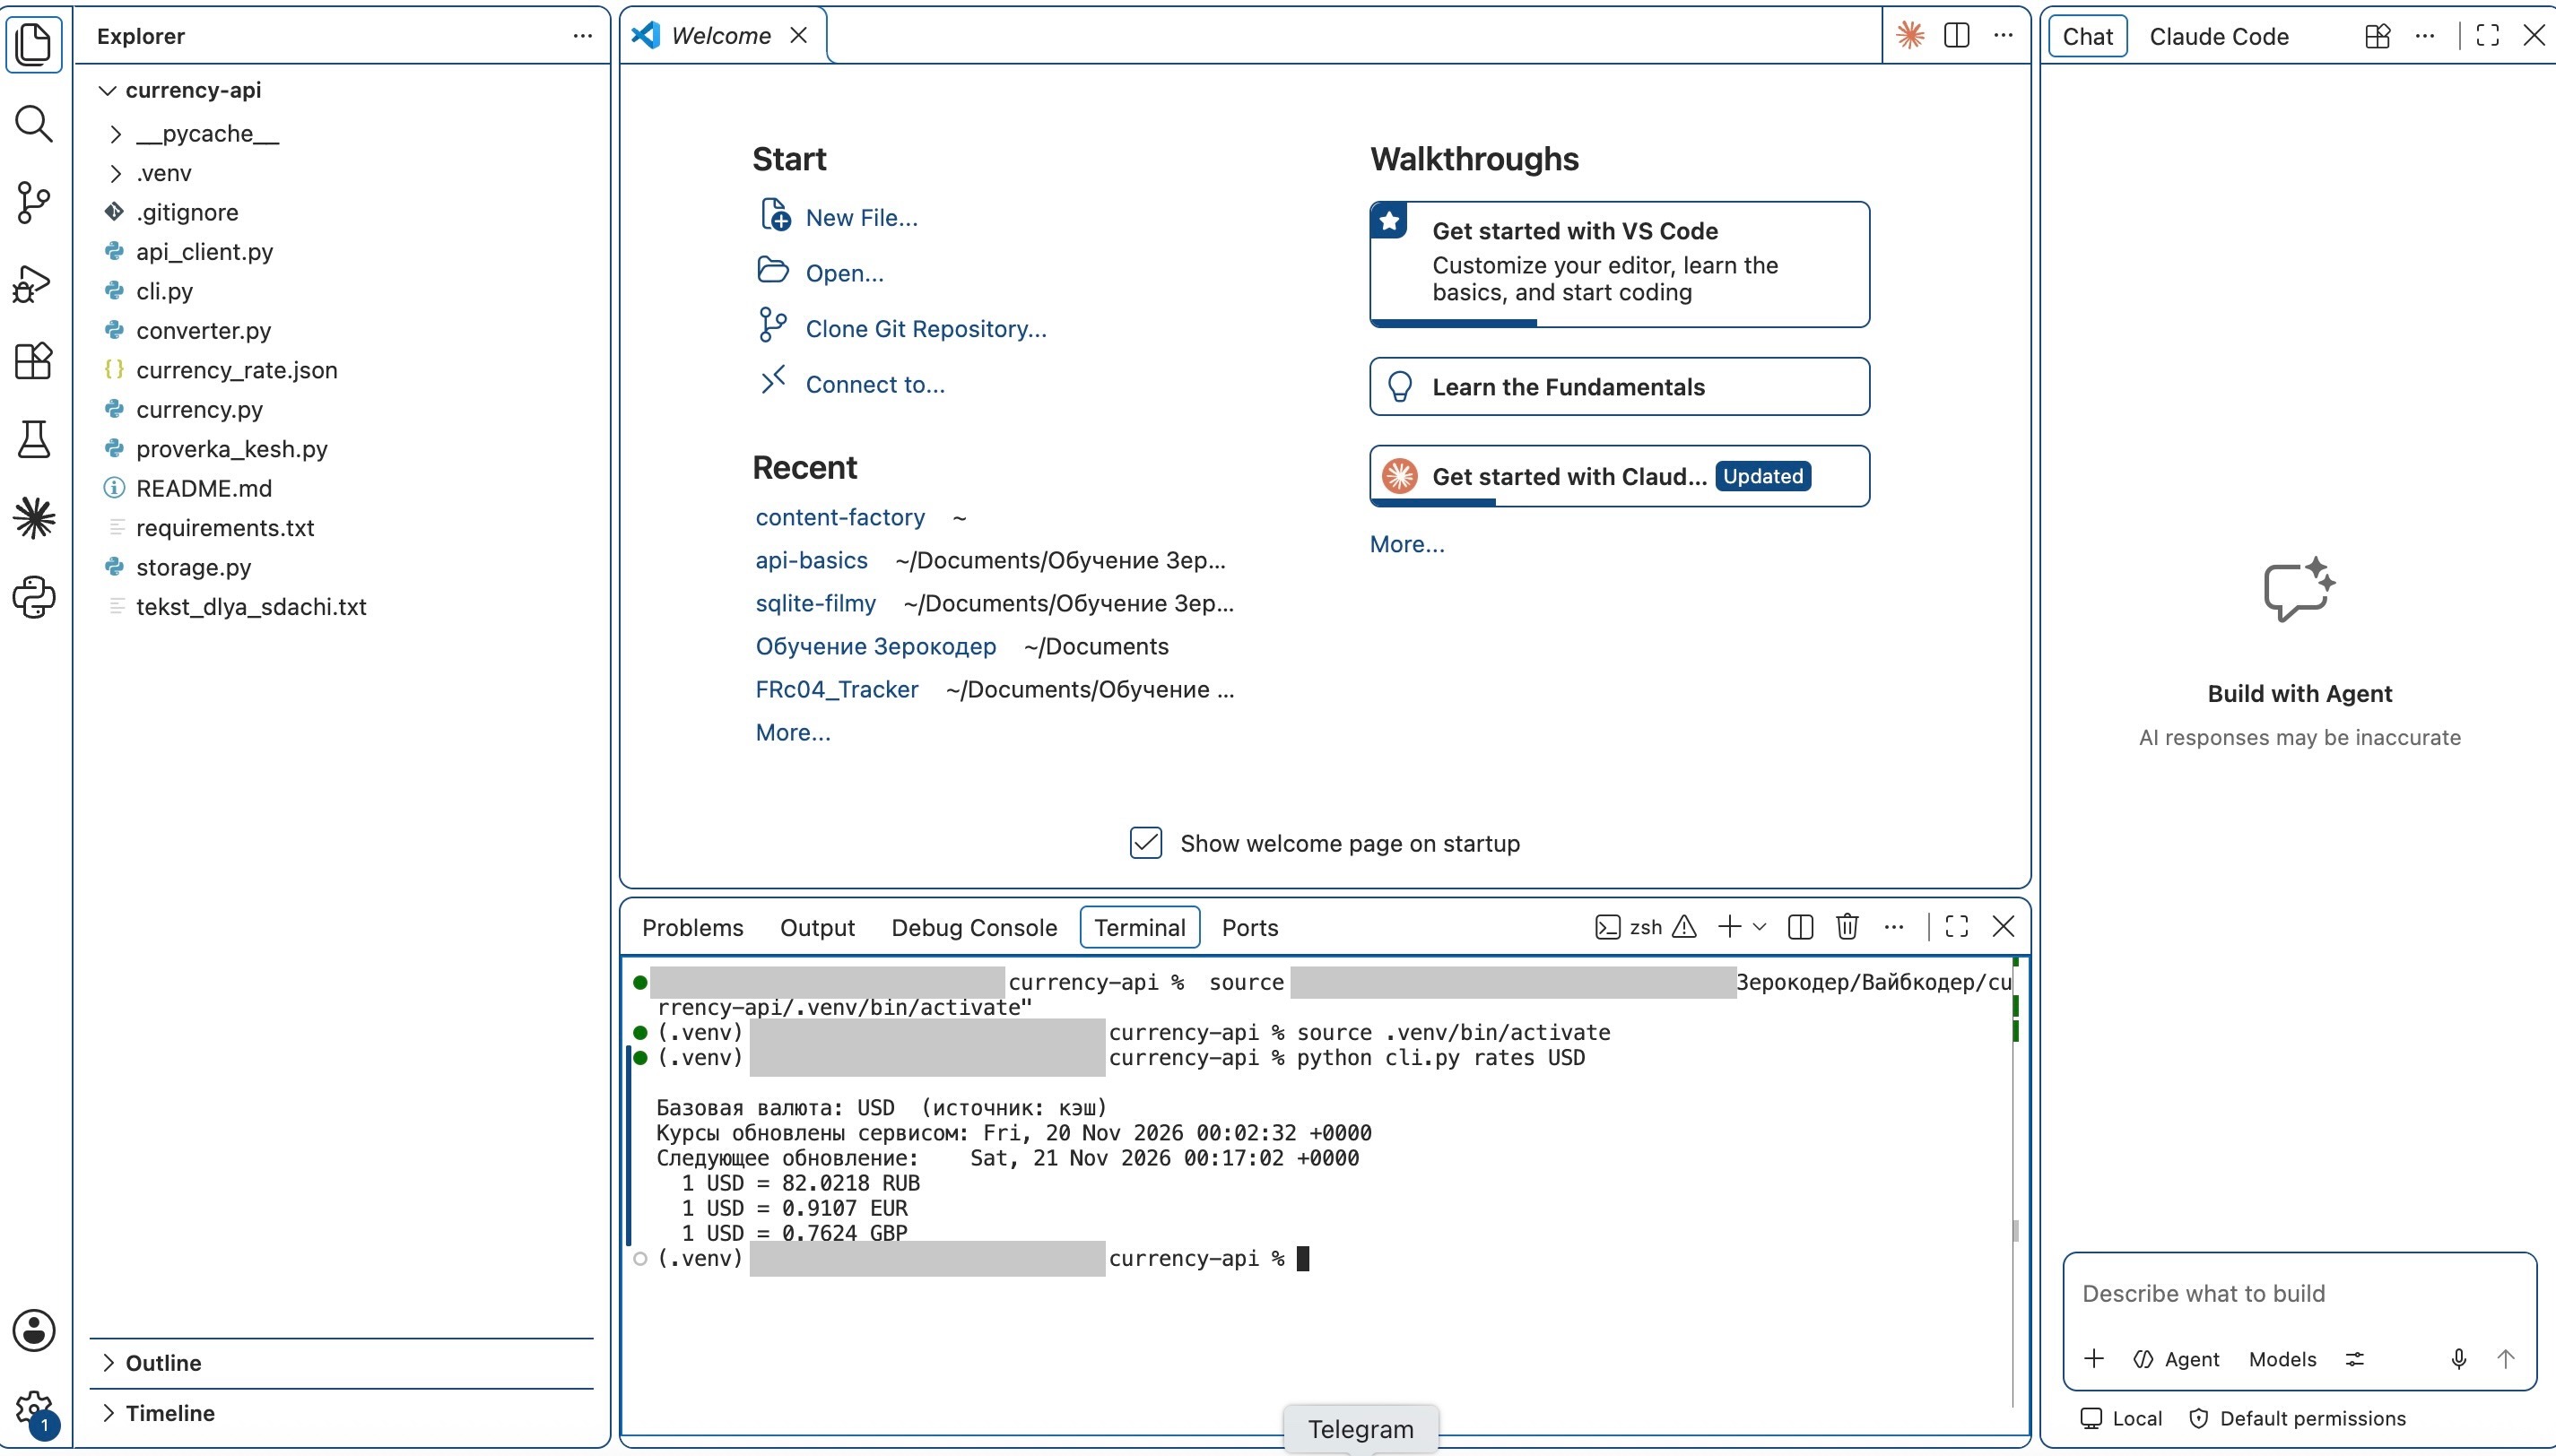 Explorer
currency-api
__pycache__
.venv
.gitignore
api_client.py
cli.py
converter.py
currency_rate.json
currency.py
proverka_kesh.py
README.md
requirements.txt
storage.py
tekst_dlya_sdachi.txt
Outline
Timeline
1
Welcome
Start
New File...
Open...
Clone Git Repository...
Connect to...
Recent
content-factory ~
api-basics ~/Documents/Обучение Зер...
sqlite-filmy ~/Documents/Обучение Зер...
Обучение Зерокодер ~/Documents
FRc04_Tracker ~/Documents/Обучение ...
More...
Walkthroughs
Get started with VS Code
Customize your editor, learn the
basics, and start coding
Learn the Fundamentals
Get started with Claud... Updated
More...
Show welcome page on startup
Problems Output Debug Console Terminal Ports
zsh
currency-api % source Зерокодер/Вайбкодер/cu
rrency-api/.venv/bin/activate"
(.venv) currency-api % source .venv/bin/activate
(.venv) currency-api % python cli.py rates USD
Базовая валюта: USD (источник: кэш)
Курсы обновлены сервисом: Fri, 20 Nov 2026 00:02:32 +0000
Следующее обновление: Sat, 21 Nov 2026 00:17:02 +0000
1 USD = 82.0218 RUB
1 USD = 0.9107 EUR
1 USD = 0.7624 GBP
(.venv) currency-api %
Telegram
Chat Claude Code
Build with Agent
AI responses may be inaccurate
Describe what to build
Agent Models
Local Default permissions